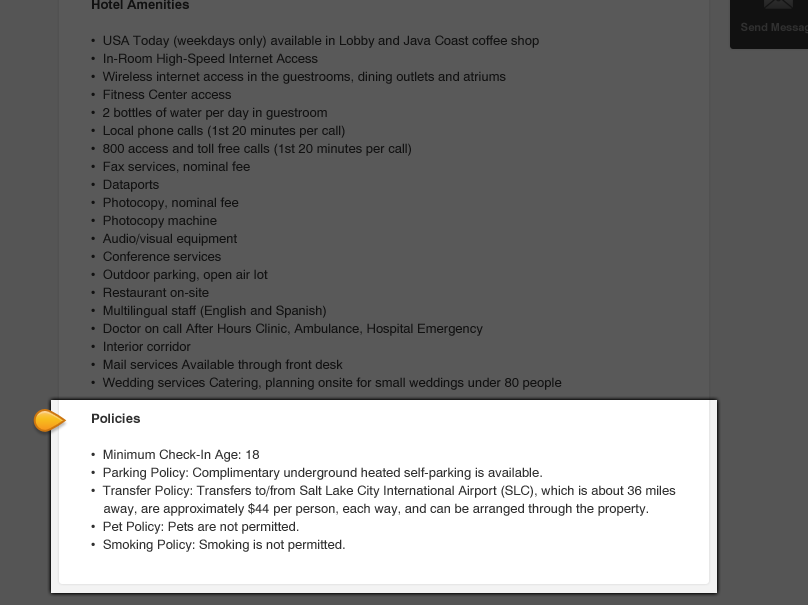 Hotel Amenities
• USA Today (weekdays only) available in Lobby and Java Coast coffee shop
• In-Room High-Speed Internet Access
• Wireless internet access in the guestrooms, dining outlets and atriums
• Fitness Center access
• 2 bottles of water per day in guestroom
• Local phone calls (1st 20 minutes per call)
• 800 access and toll free calls (1st 20 minutes per call)
• Fax services, nominal fee
• Dataports
• Photocopy, nominal fee
• Photocopy machine
• Audio/visual equipment
• Conference services
• Outdoor parking, open air lot
• Restaurant on-site
• Multilingual staff (English and Spanish)
• Doctor on call After Hours Clinic, Ambulance, Hospital Emergency
• Interior corridor
• Mail services Available through front desk
• Wedding services Catering, planning onsite for small weddings under 80 people
Policies
• Minimum Check-In Age: 18
• Parking Policy: Complimentary underground heated self-parking is available.
• Transfer Policy: Transfers to/from Salt Lake City International Airport (SLC), which is about 36 miles
away, are approximately $44 per person, each way, and can be arranged through the property.
• Pet Policy: Pets are not permitted.
• Smoking Policy: Smoking is not permitted.
Send Messag